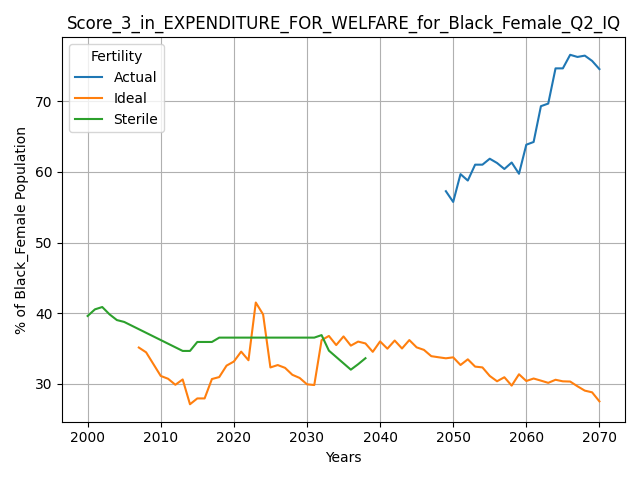 Score_3_in_EXPENDITURE_FOR_WELFARE_for_Black_Female_Q2_IQ
Fertility
Actual
Ideal
Sterile
% of Black_Female Population
70
60
50
40
30
2000 2010 2020 2030 2040 2050 2060 2070
Years